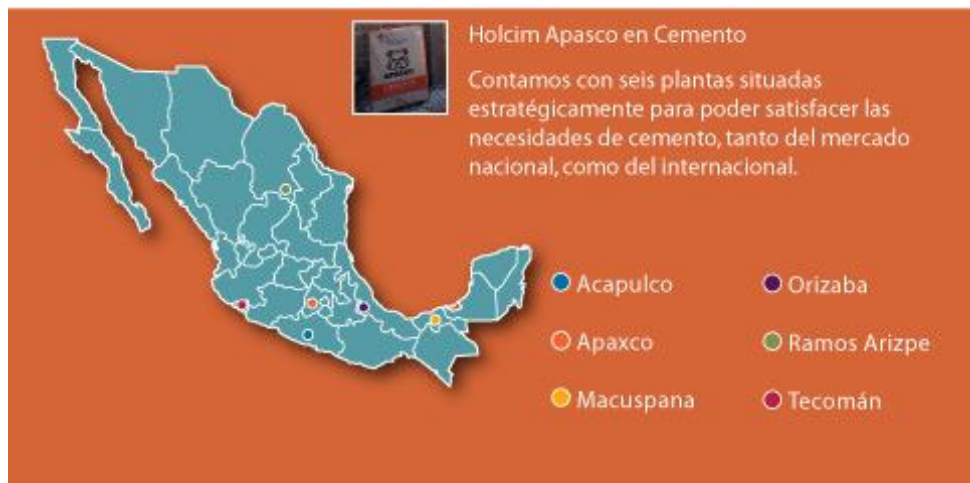 Holcim Apasco en Cemento
Contamos con seis plantas situadas
estratégicamente para poder satisfacer las
necesidades de cemento, tanto del mercado
nacional, como del internacional.
Acapulco
Orizaba
Apaxco
Ramos Arizpe
Macuspana
Tecomán